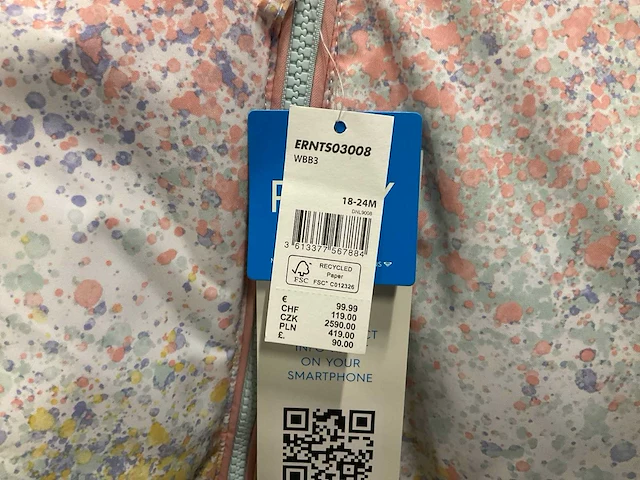 ERNTS03008
WBB3
18-24M
DNL9008
3 613377 567884
RECYCLED
Paper
FSC
FSC® C012326
€ 99.99
CHF 119.00
CZK 2590.00
PLN 419.00
£. 90.00
ON YOUR
SMARTPHONE